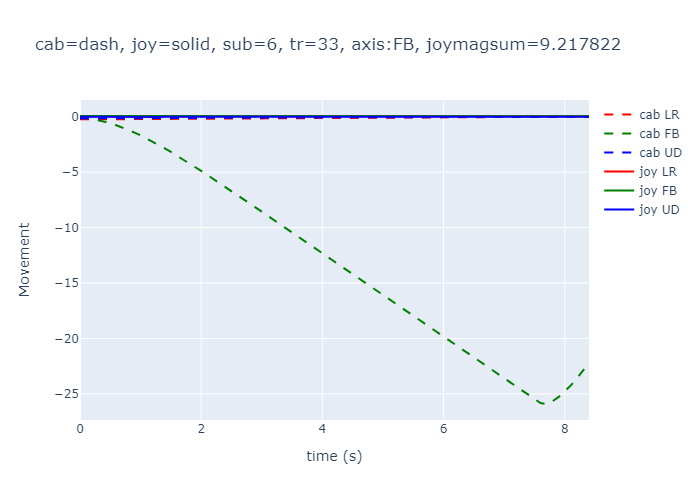 cab=dash, joy=solid, sub=6, tr=33, axis:FB, joymagsum=9.217822
0
−5
−10
−15
−20
−25
Movement
0
2
4
6
8
time (s)
cab LR
cab FB
cab UD
joy LR
joy FB
joy UD